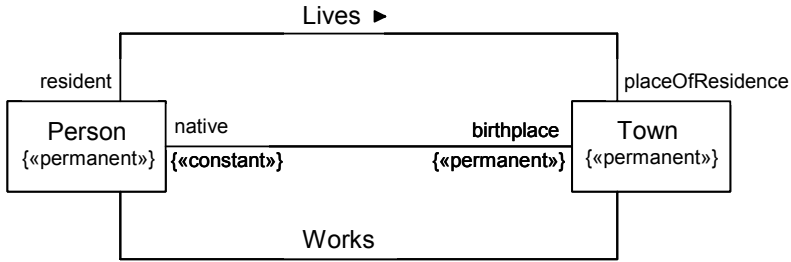 Lives ►
resident
placeOfResidence
Person
{«permanent»}
native
{«constant»}
birthplace
{«permanent»}
Town
{«permanent»}
Works